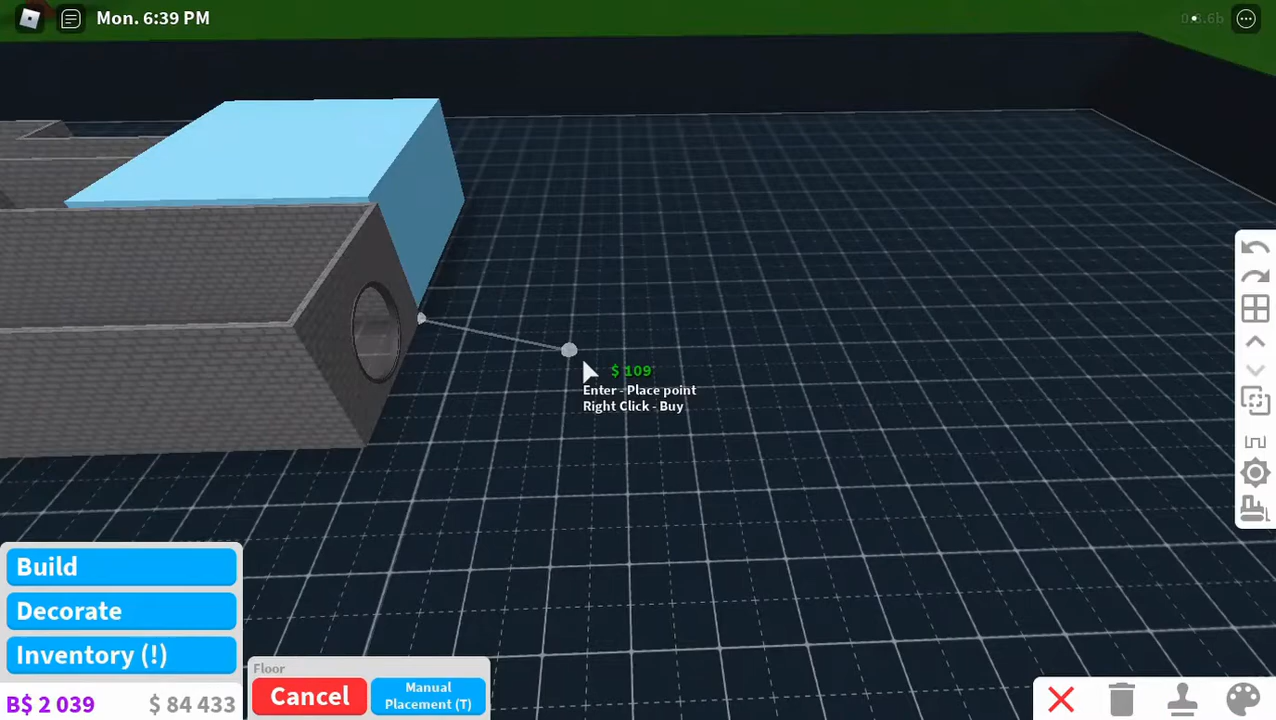 Mon. 6:39 PM
$ 109
Enter - Place point
Right Click - Buy
Build
Decorate
Inventory (!)
B$ 2 039 $ 84 433
Floor
Cancel
Manual
Placement (T)